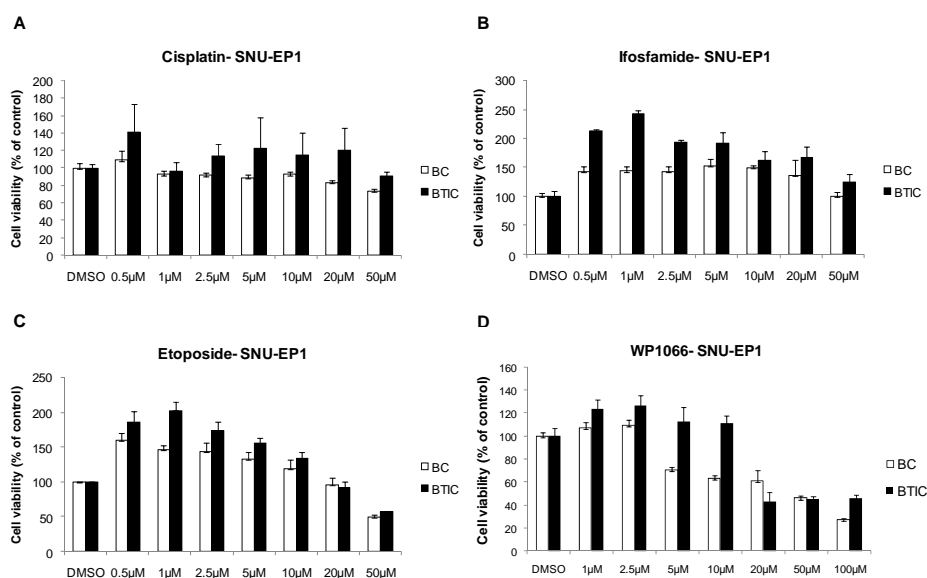 A
Cisplatin- SNU-EP1
Cell viability (% of control)
200
180
160
140
120
100
80
60
40
20
0
DMSO 0.5μM 1μM 2.5μM 5μM 10μM 20μM 50μM
BC
BTIC
B
Ifosfamide- SNU-EP1
Cell viability (% of control)
300
250
200
150
100
50
0
DMSO 0.5μM 1μM 2.5μM 5μM 10μM 20μM 50μM
BC
BTIC
C
Etoposide- SNU-EP1
Cell viability (% of control)
250
200
150
100
50
0
DMSO 0.5μM 1μM 2.5μM 5μM 10μM 20μM 50μM
BC
BTIC
D
WP1066- SNU-EP1
Cell viability (% of control)
160
140
120
100
80
60
40
20
0
DMSO 1μM 2.5μM 5μM 10μM 20μM 50μM 100μM
BC
BTIC